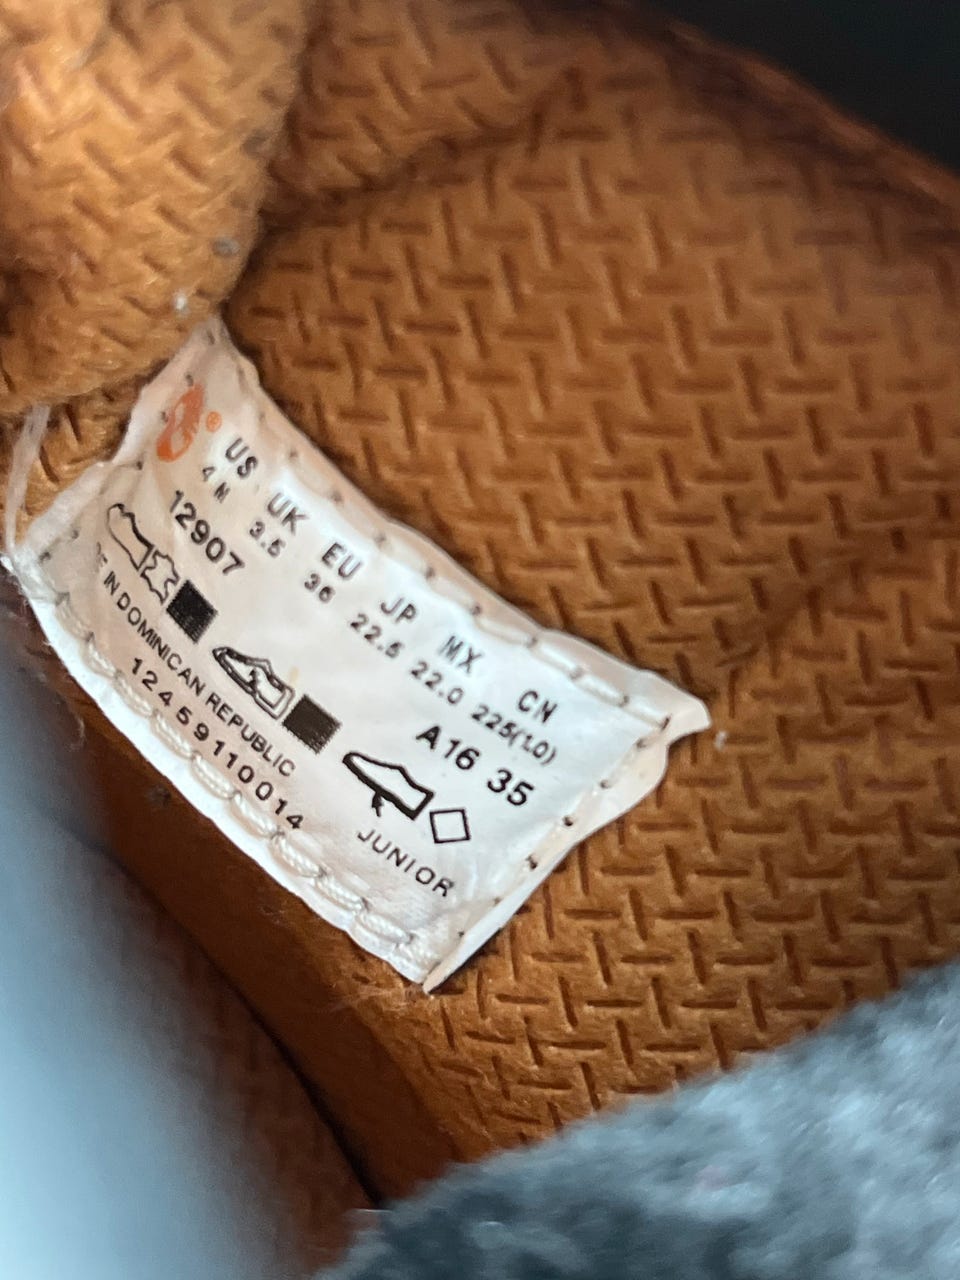 ®
US UK EU JP MX CN
4 M 3.5 36 22.5 22.0 225(1.0)
12907 A16 35
E IN DOMINICAN REPUBLIC JUNIOR
12459110014